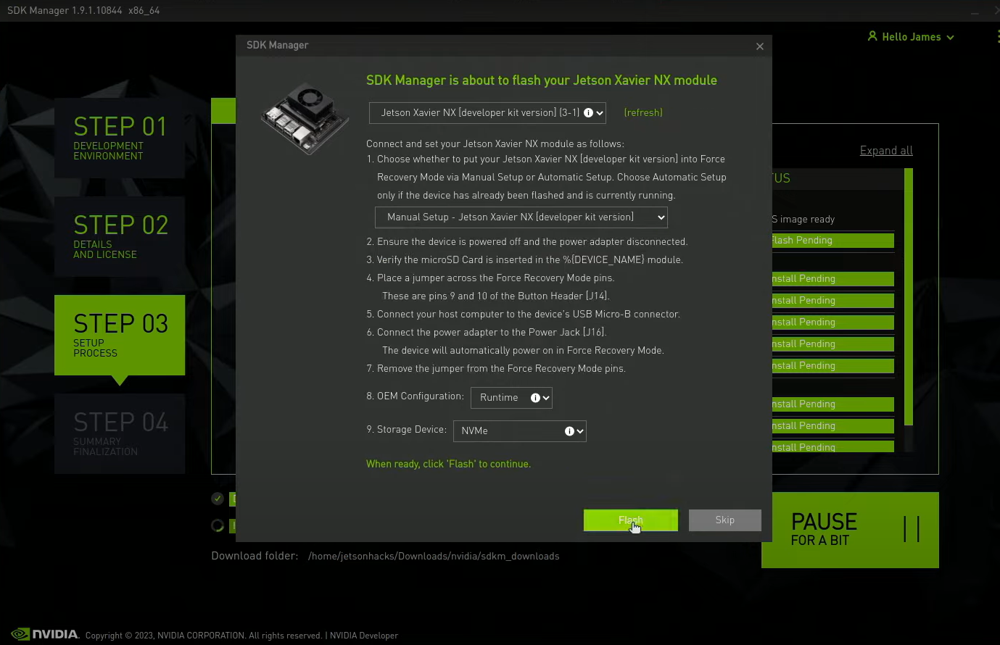 SDK Manager 1.9.1.10844 x86_64
Hello James
SDK Manager
SDK Manager is about to flash your Jetson Xavier NX module
Jetson Xavier NX [developer kit version] (3-1)
(refresh)
Connect and set your Jetson Xavier NX module as follows:
1. Choose whether to put your Jetson Xavier NX [developer kit version] into Force
Recovery Mode via Manual Setup or Automatic Setup. Choose Automatic Setup
only if the device has already been flashed and is currently running.
Manual Setup - Jetson Xavier NX [developer kit version]
2. Ensure the device is powered off and the power adapter disconnected.
3. Verify the microSD Card is inserted in the %{DEVICE_NAME} module.
4. Place a jumper across the Force Recovery Mode pins.
These are pins 9 and 10 of the Button Header [J14].
5. Connect your host computer to the device's USB Micro-B connector.
6. Connect the power adapter to the Power Jack [J16].
The device will automatically power on in Force Recovery Mode.
7. Remove the jumper from the Force Recovery Mode pins.
8. OEM Configuration: Runtime
9. Storage Device: NVMe
When ready, click 'Flash' to continue.
Flash
Skip
STEP 01
DEVELOPMENT
ENVIRONMENT
STEP 02
DETAILS
AND LICENSE
STEP 03
SETUP
PROCESS
STEP 04
SUMMARY
FINALIZATION
Expand all
TUS
S image ready
Flash Pending
nstall Pending
nstall Pending
nstall Pending
nstall Pending
nstall Pending
nstall Pending
nstall Pending
nstall Pending
PAUSE
FOR A BIT
Download folder: /home/jetsonhacks/Downloads/nvidia/sdkm_downloads
NVIDIA. Copyright © 2023, NVIDIA CORPORATION. All rights reserved. | NVIDIA Developer